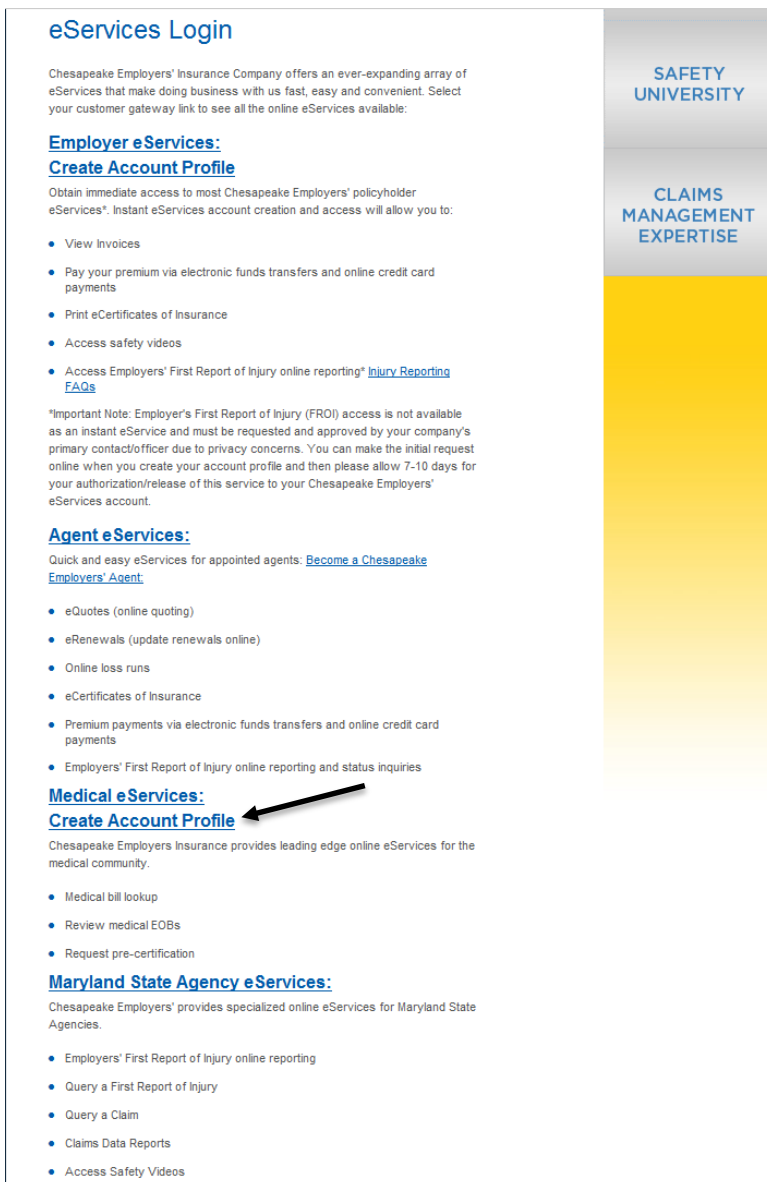 eServices Login
Chesapeake Employers' Insurance Company offers an ever-expanding array of
eServices that make doing business with us fast, easy and convenient. Select
your customer gateway link to see all the online eServices available:
Employer eServices:
Create Account Profile
Obtain immediate access to most Chesapeake Employers' policyholder
eServices*. Instant eServices account creation and access will allow you to:
• View Invoices
• Pay your premium via electronic funds transfers and online credit card
payments
• Print eCertificates of Insurance
• Access safety videos
• Access Employers' First Report of Injury online reporting* Injury Reporting
FAQs
*Important Note: Employer's First Report of Injury (FROI) access is not available
as an instant eService and must be requested and approved by your company's
primary contact/officer due to privacy concerns. You can make the initial request
online when you create your account profile and then please allow 7-10 days for
your authorization/release of this service to your Chesapeake Employers'
eServices account.
Agent eServices:
Quick and easy eServices for appointed agents: Become a Chesapeake
Employers' Agent:
• eQuotes (online quoting)
• eRenewals (update renewals online)
• Online loss runs
• eCertificates of Insurance
• Premium payments via electronic funds transfers and online credit card
payments
• Employers' First Report of Injury online reporting and status inquiries
Medical eServices:
Create Account Profile
Chesapeake Employers Insurance provides leading edge online eServices for the
medical community.
• Medical bill lookup
• Review medical EOBs
• Request pre-certification
Maryland State Agency eServices:
Chesapeake Employers' provides specialized online eServices for Maryland State
Agencies.
• Employers' First Report of Injury online reporting
• Query a First Report of Injury
• Query a Claim
• Claims Data Reports
• Access Safety Videos
SAFETY
UNIVERSITY
CLAIMS
MANAGEMENT
EXPERTISE